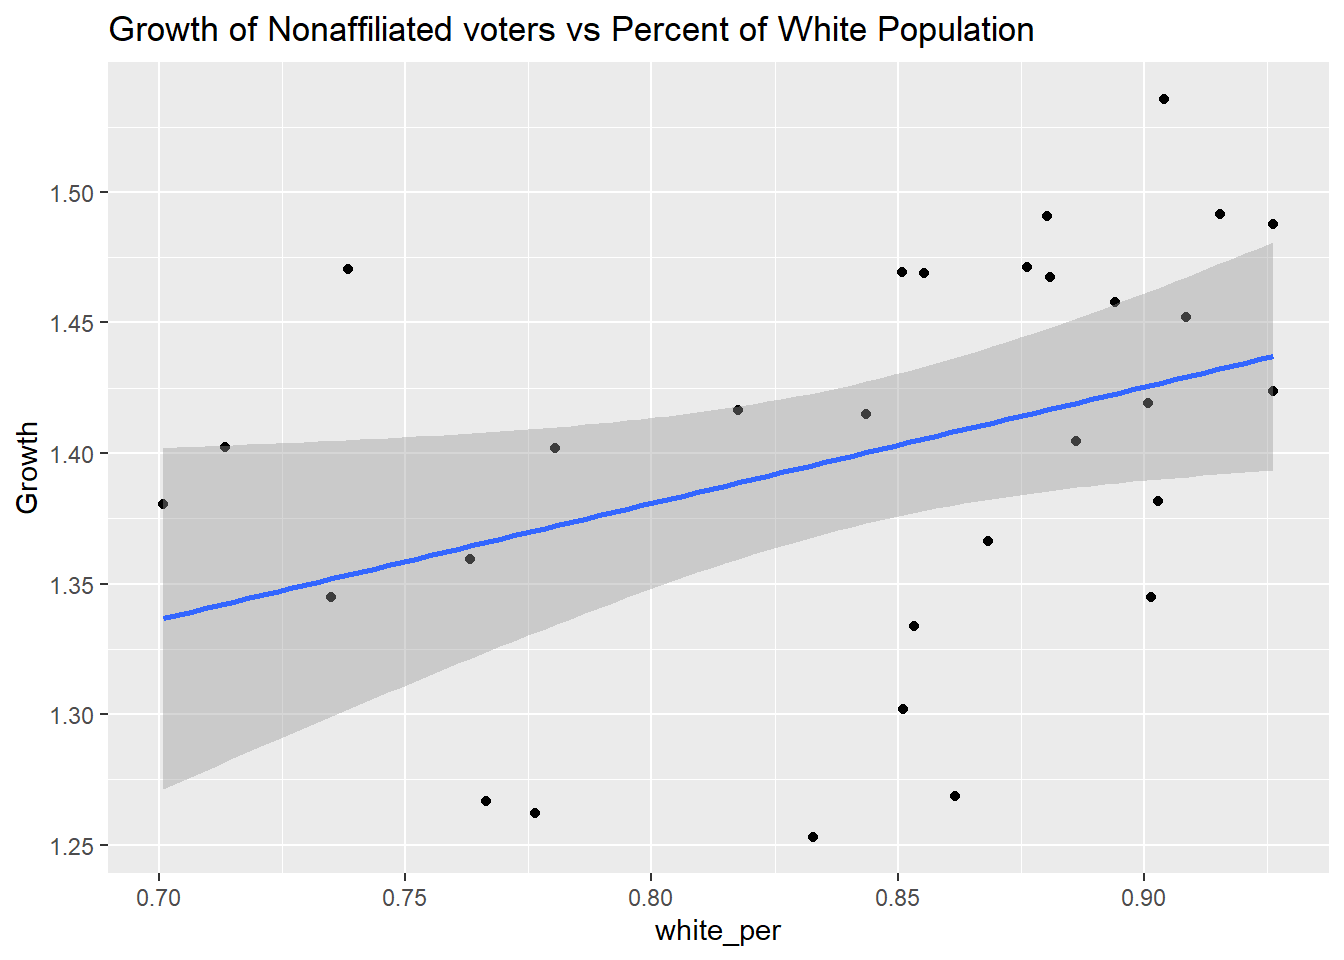 Growth of Nonaffiliated voters vs Percent of White Population
1.50
1.45
1.40
1.35
1.30
1.25
Growth
0.70 0.75 0.80 0.85 0.90
white_per